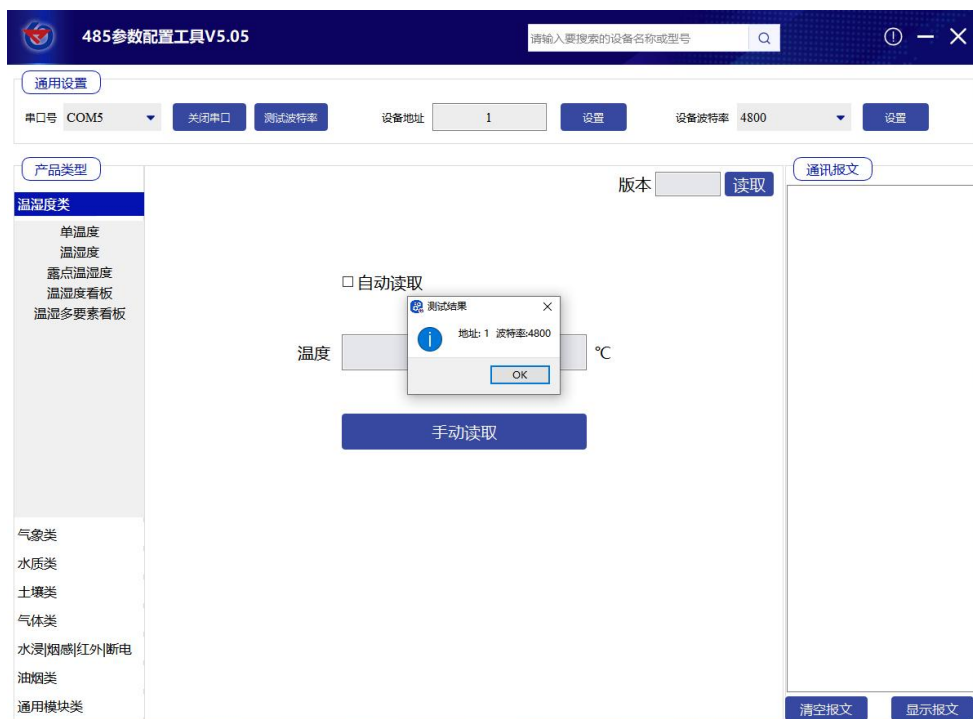 485参数配置工具V5.05
请输入要搜索的设备名称或型号
通用设置
串口号 COM5 关闭串口 测试波特率 设备地址 1 设置 设备波特率 4800 设置
产品类型
温湿度类
单温度
温湿度
露点温湿度
温湿度看板
温湿多要素看板
气象类
水质类
土壤类
气体类
水浸|烟感|红外|断电
油烟类
通用模块类
版本 读取
□自动读取
测试结果
地址: 1 波特率:4800
OK
温度 ℃
手动读取
通讯报文
清空报文 显示报文